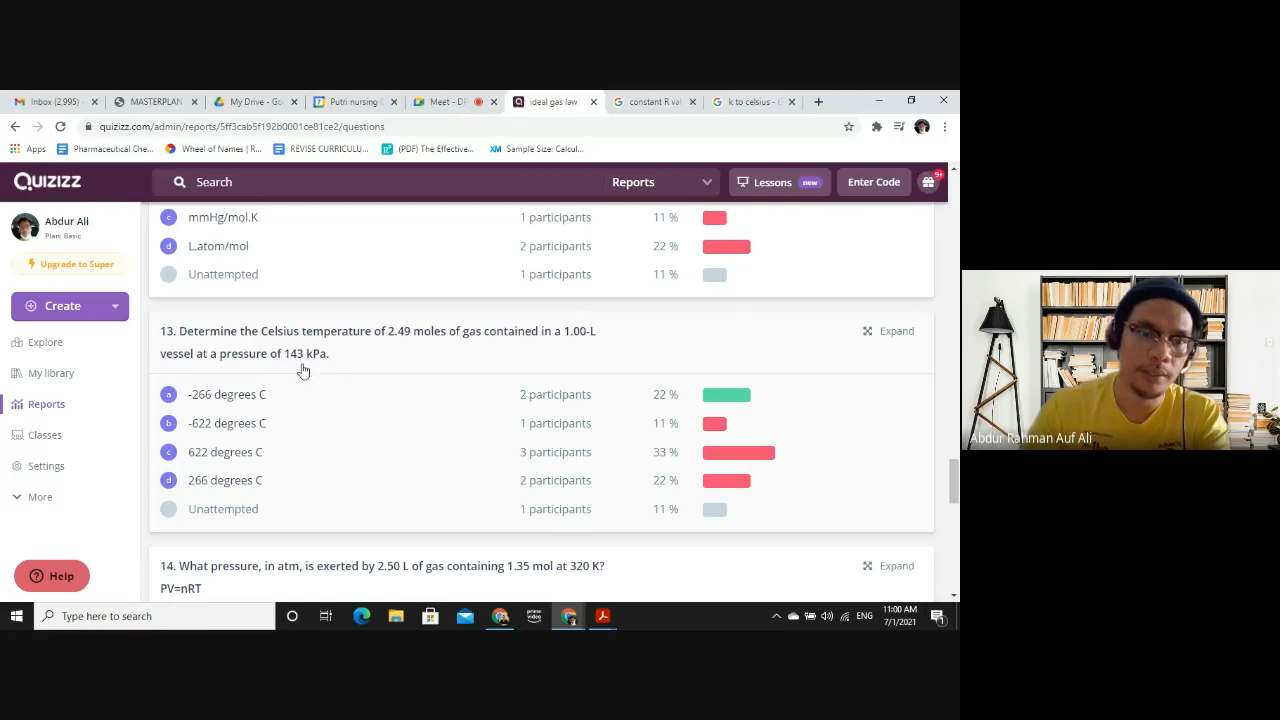 Inbox (2,995)
MASTERPLAN
My Drive - Go
Putri nursing C
Meet - DP
ideal gas law
constant R val
k to celsius - G
quizizz.com/admin/reports/5ff3cab5f192b0001ce81ce2/questions
Apps
Pharmaceutical Che...
Wheel of Names | R...
REVISE CURRICULU...
(PDF) The Effective...
XM Sample Size: Calcul...
QUIZIZZ
Search
Reports
Lessons new
Enter Code
9+
Abdur Ali
Plan: Basic
Upgrade to Super
Create
Explore
My library
Reports
Classes
Settings
More
Help
c mmHg/mol.K 1 participants 11 %
d L.atom/mol 2 participants 22 %
Unattempted 1 participants 11 %
13. Determine the Celsius temperature of 2.49 moles of gas contained in a 1.00-L
vessel at a pressure of 143 kPa.
Expand
a -266 degrees C 2 participants 22 %
b -622 degrees C 1 participants 11 %
c 622 degrees C 3 participants 33 %
d 266 degrees C 2 participants 22 %
Unattempted 1 participants 11 %
14. What pressure, in atm, is exerted by 2.50 L of gas containing 1.35 mol at 320 K?
PV=nRT
Expand
Abdur Rahman Auf Ali
Type here to search
prime video
ENG
11:00 AM
7/1/2021
1